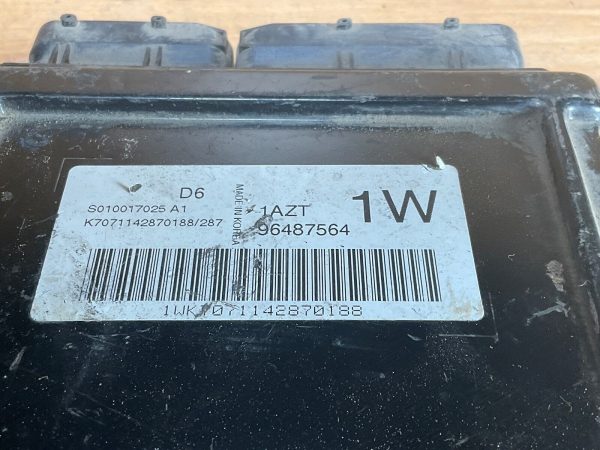 D6
S010017025 A1
K7071142870188/287
MADE IN KOREA
1AZT
96487564
1W
1WK7071142870188